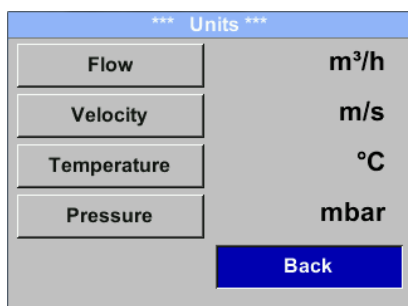 *** Units ***
Flow m³/h
Velocity m/s
Temperature °C
Pressure mbar
Back